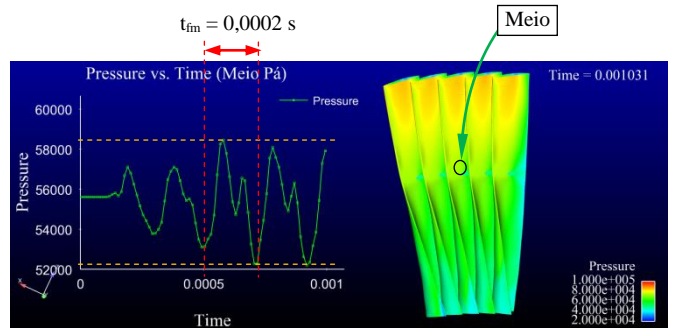 t_fm = 0,0002 s
Meio
Pressure vs. Time (Meio Pá)
Time = 0.001031
Pressure
60000
58000
56000
54000
52000
Pressure
0
0.0005
0.001
Time
Pressure
1.000e+005
8.000e+004
6.000e+004
4.000e+004
2.000e+004